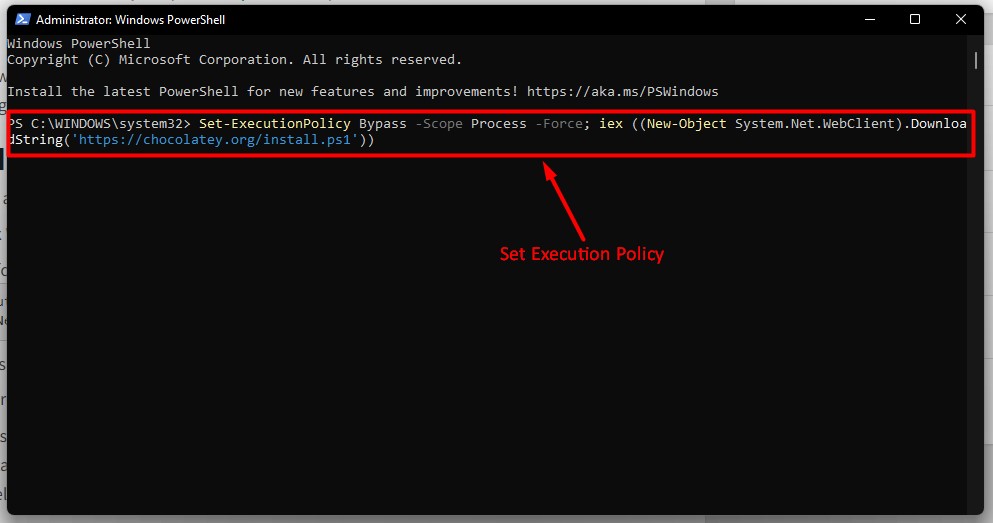 Administrator: Windows PowerShell
Windows PowerShell
Copyright (C) Microsoft Corporation. All rights reserved.
Install the latest PowerShell for new features and improvements! https://aka.ms/PSWindows
PS C:\WINDOWS\system32> Set-ExecutionPolicy Bypass -Scope Process -Force; iex ((New-Object System.Net.WebClient).Downloa
dString('https://chocolatey.org/install.ps1'))
Set Execution Policy